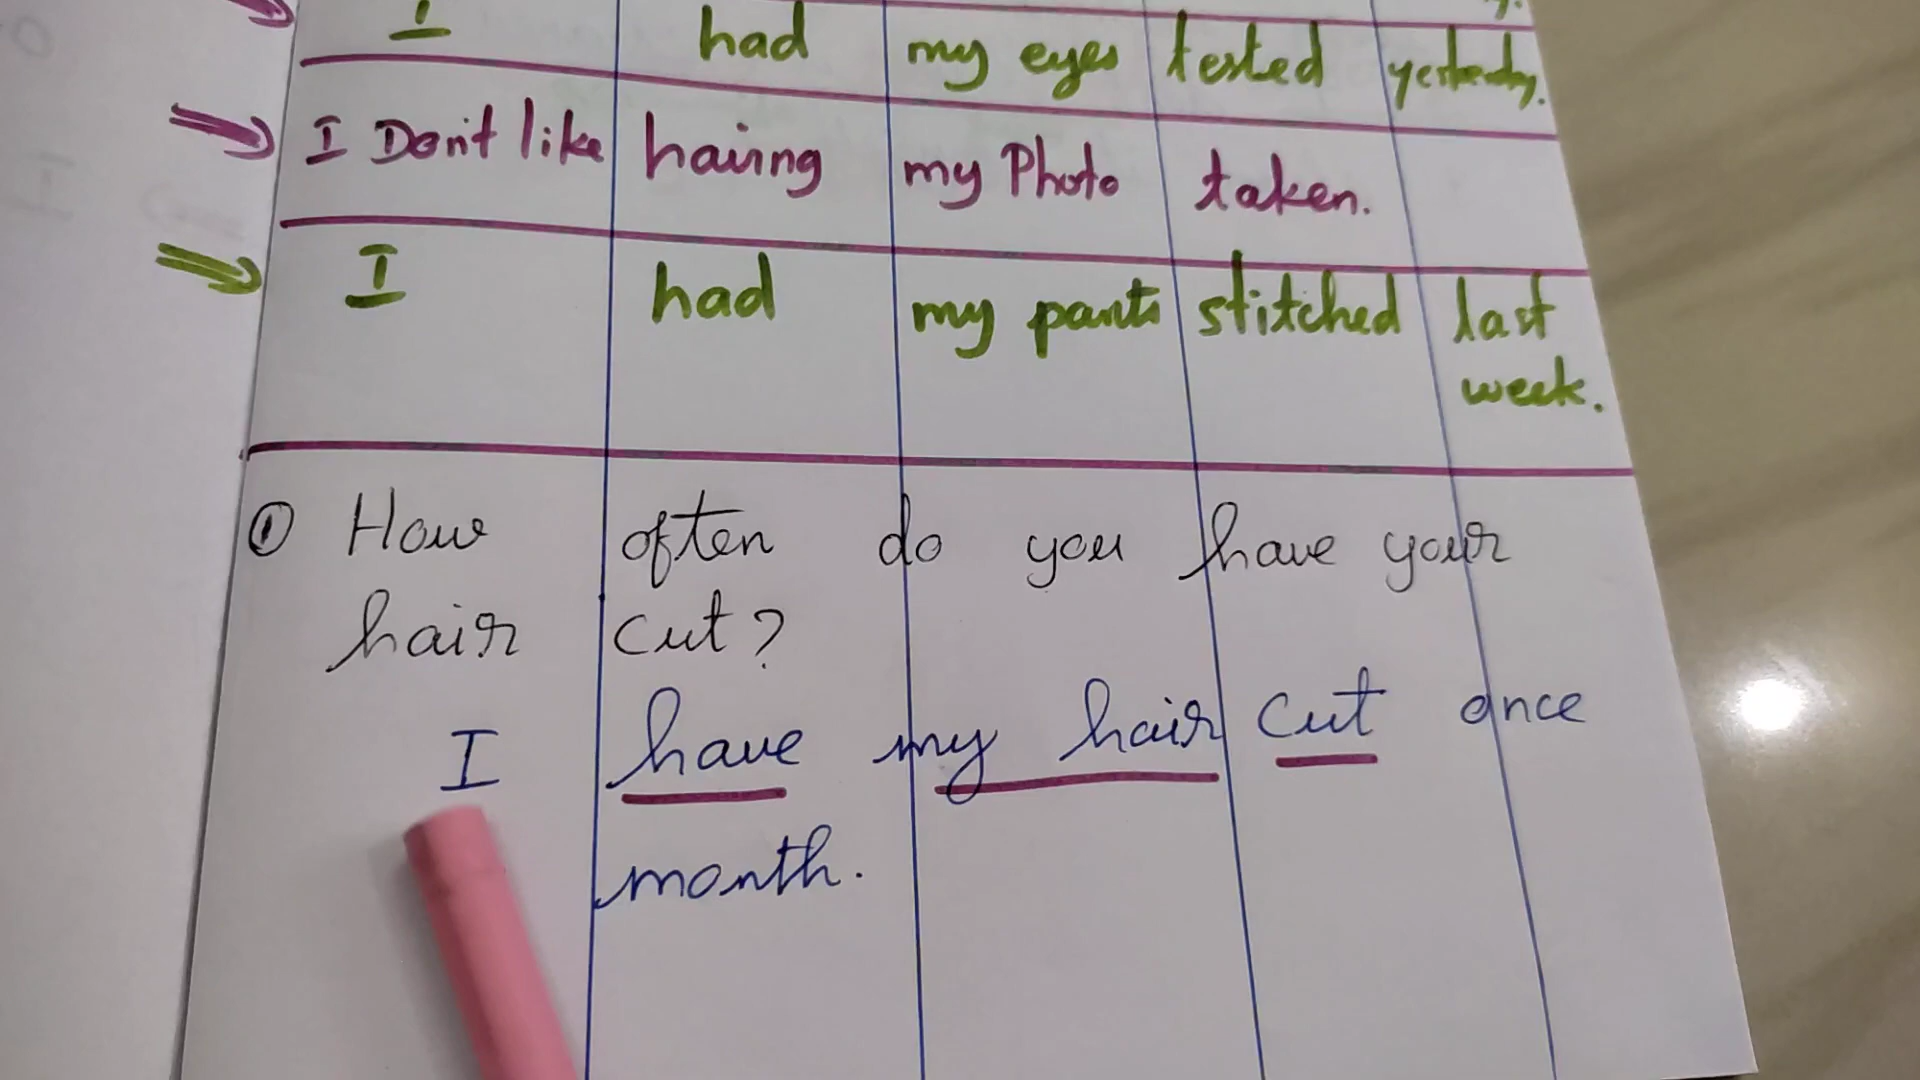 I had my eyes tested yesterday.
I Don't like having my Photo taken.
I had my pants stitched last
week.
① How often do you have your
hair cut?
I have my hair cut once
month.